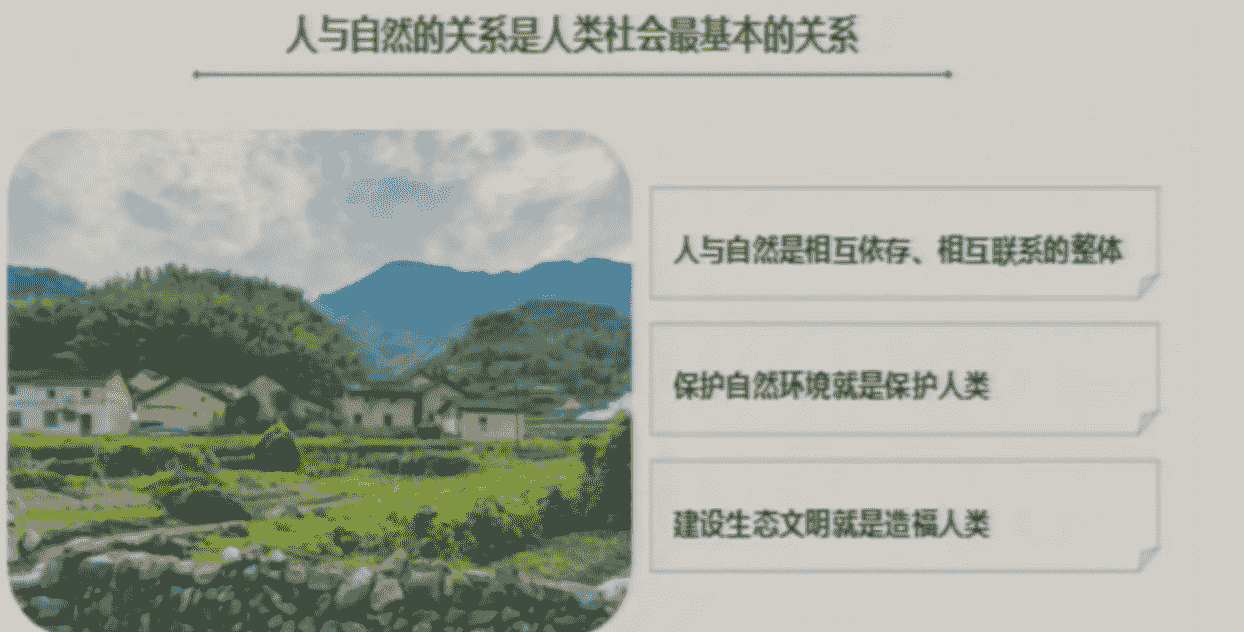 人与自然的关系是人类社会最基本的关系
人与自然是相互依存、相互联系的整体
保护自然环境就是保护人类
建设生态文明就是造福人类